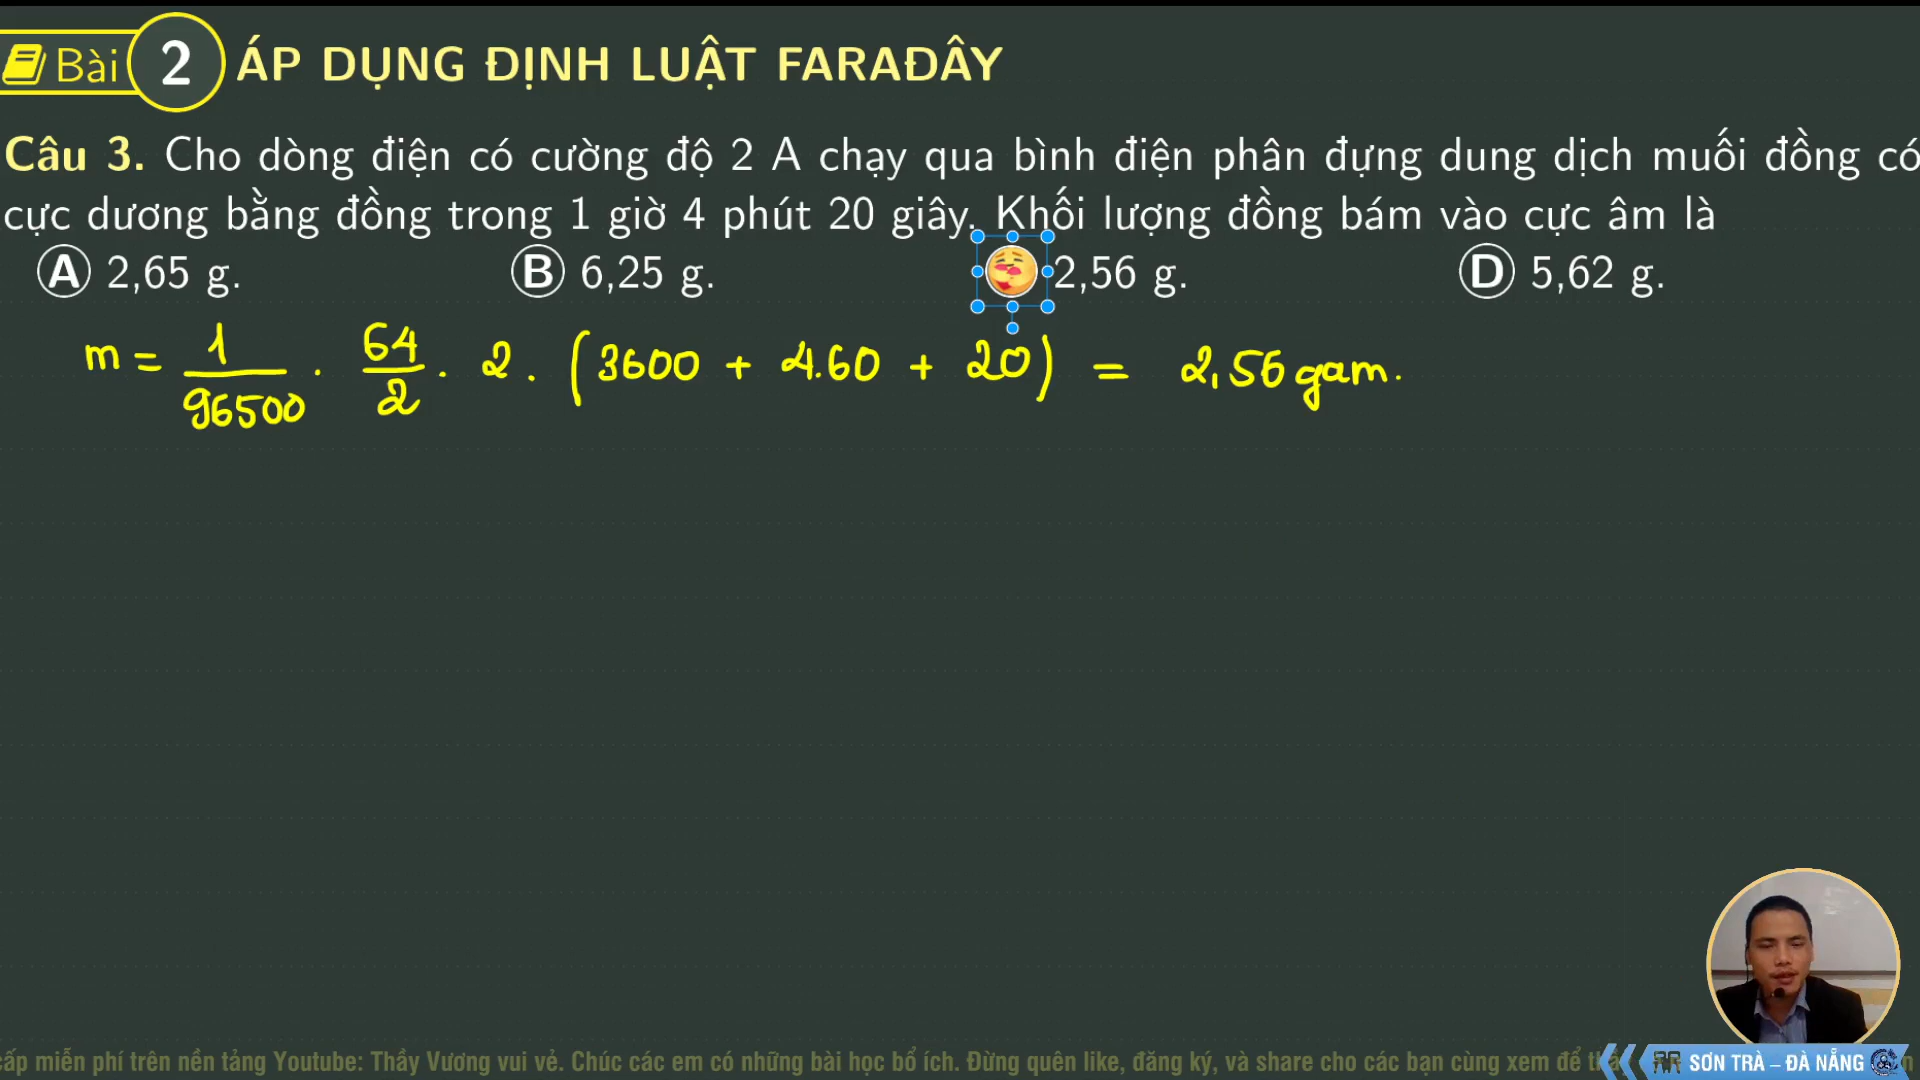 Bài 2 ÁP DỤNG ĐỊNH LUẬT FARAĐÂY
Câu 3. Cho dòng điện có cường độ 2 A chạy qua bình điện phân đựng dung dịch muối đồng có
cực dương bằng đồng trong 1 giờ 4 phút 20 giây. Khối lượng đồng bám vào cực âm là
A 2,65 g. B 6,25 g. 2,56 g. D 5,62 g.
m = 1/96500 . 64/2 . 2 . (3600 + 4.60 + 20) = 2,56 gam.
cấp miễn phí trên nền tảng Youtube: Thầy Vương vui vẻ. Chúc các em có những bài học bổ ích. Đừng quên like, đăng ký, và share cho các bạn cùng xem để SƠN TRÀ – ĐÀ NẴNG